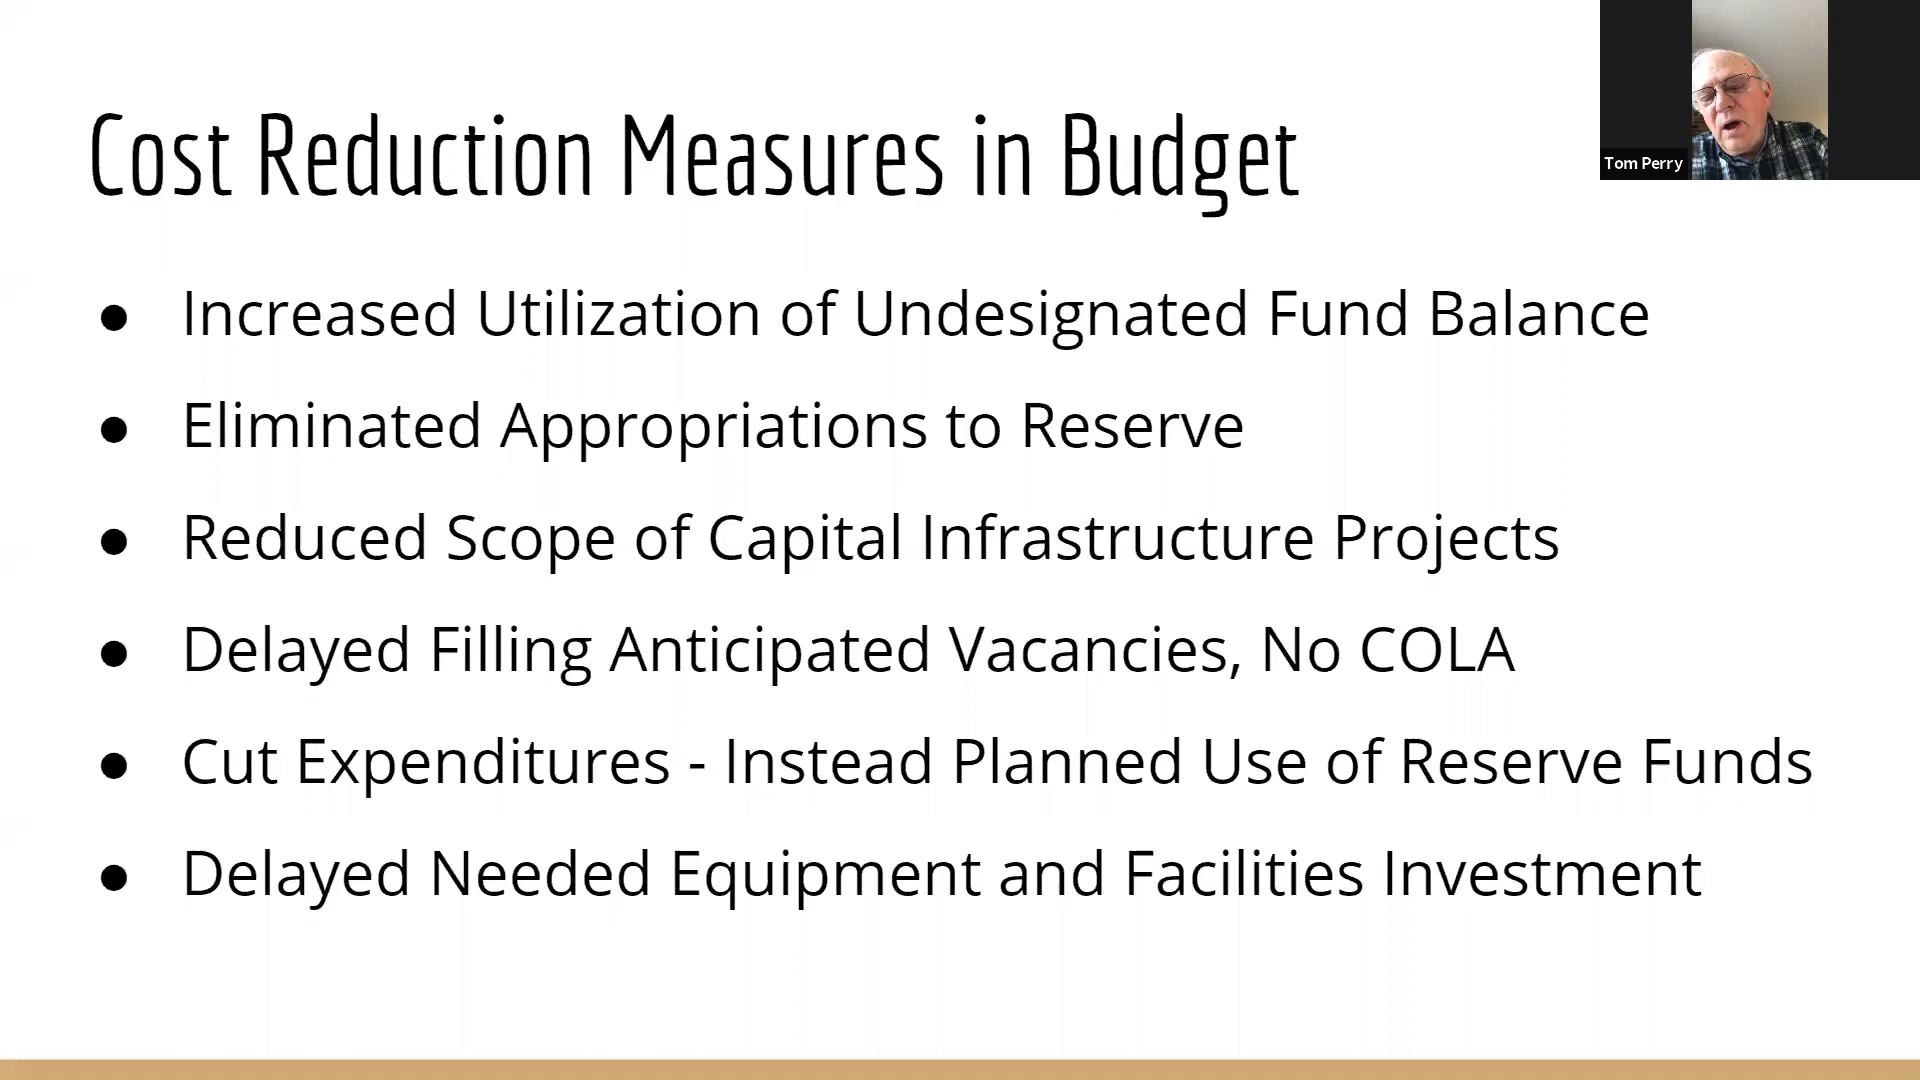 Cost Reduction Measures in Budget
Tom Perry
● Increased Utilization of Undesignated Fund Balance
● Eliminated Appropriations to Reserve
● Reduced Scope of Capital Infrastructure Projects
● Delayed Filling Anticipated Vacancies, No COLA
● Cut Expenditures - Instead Planned Use of Reserve Funds
● Delayed Needed Equipment and Facilities Investment